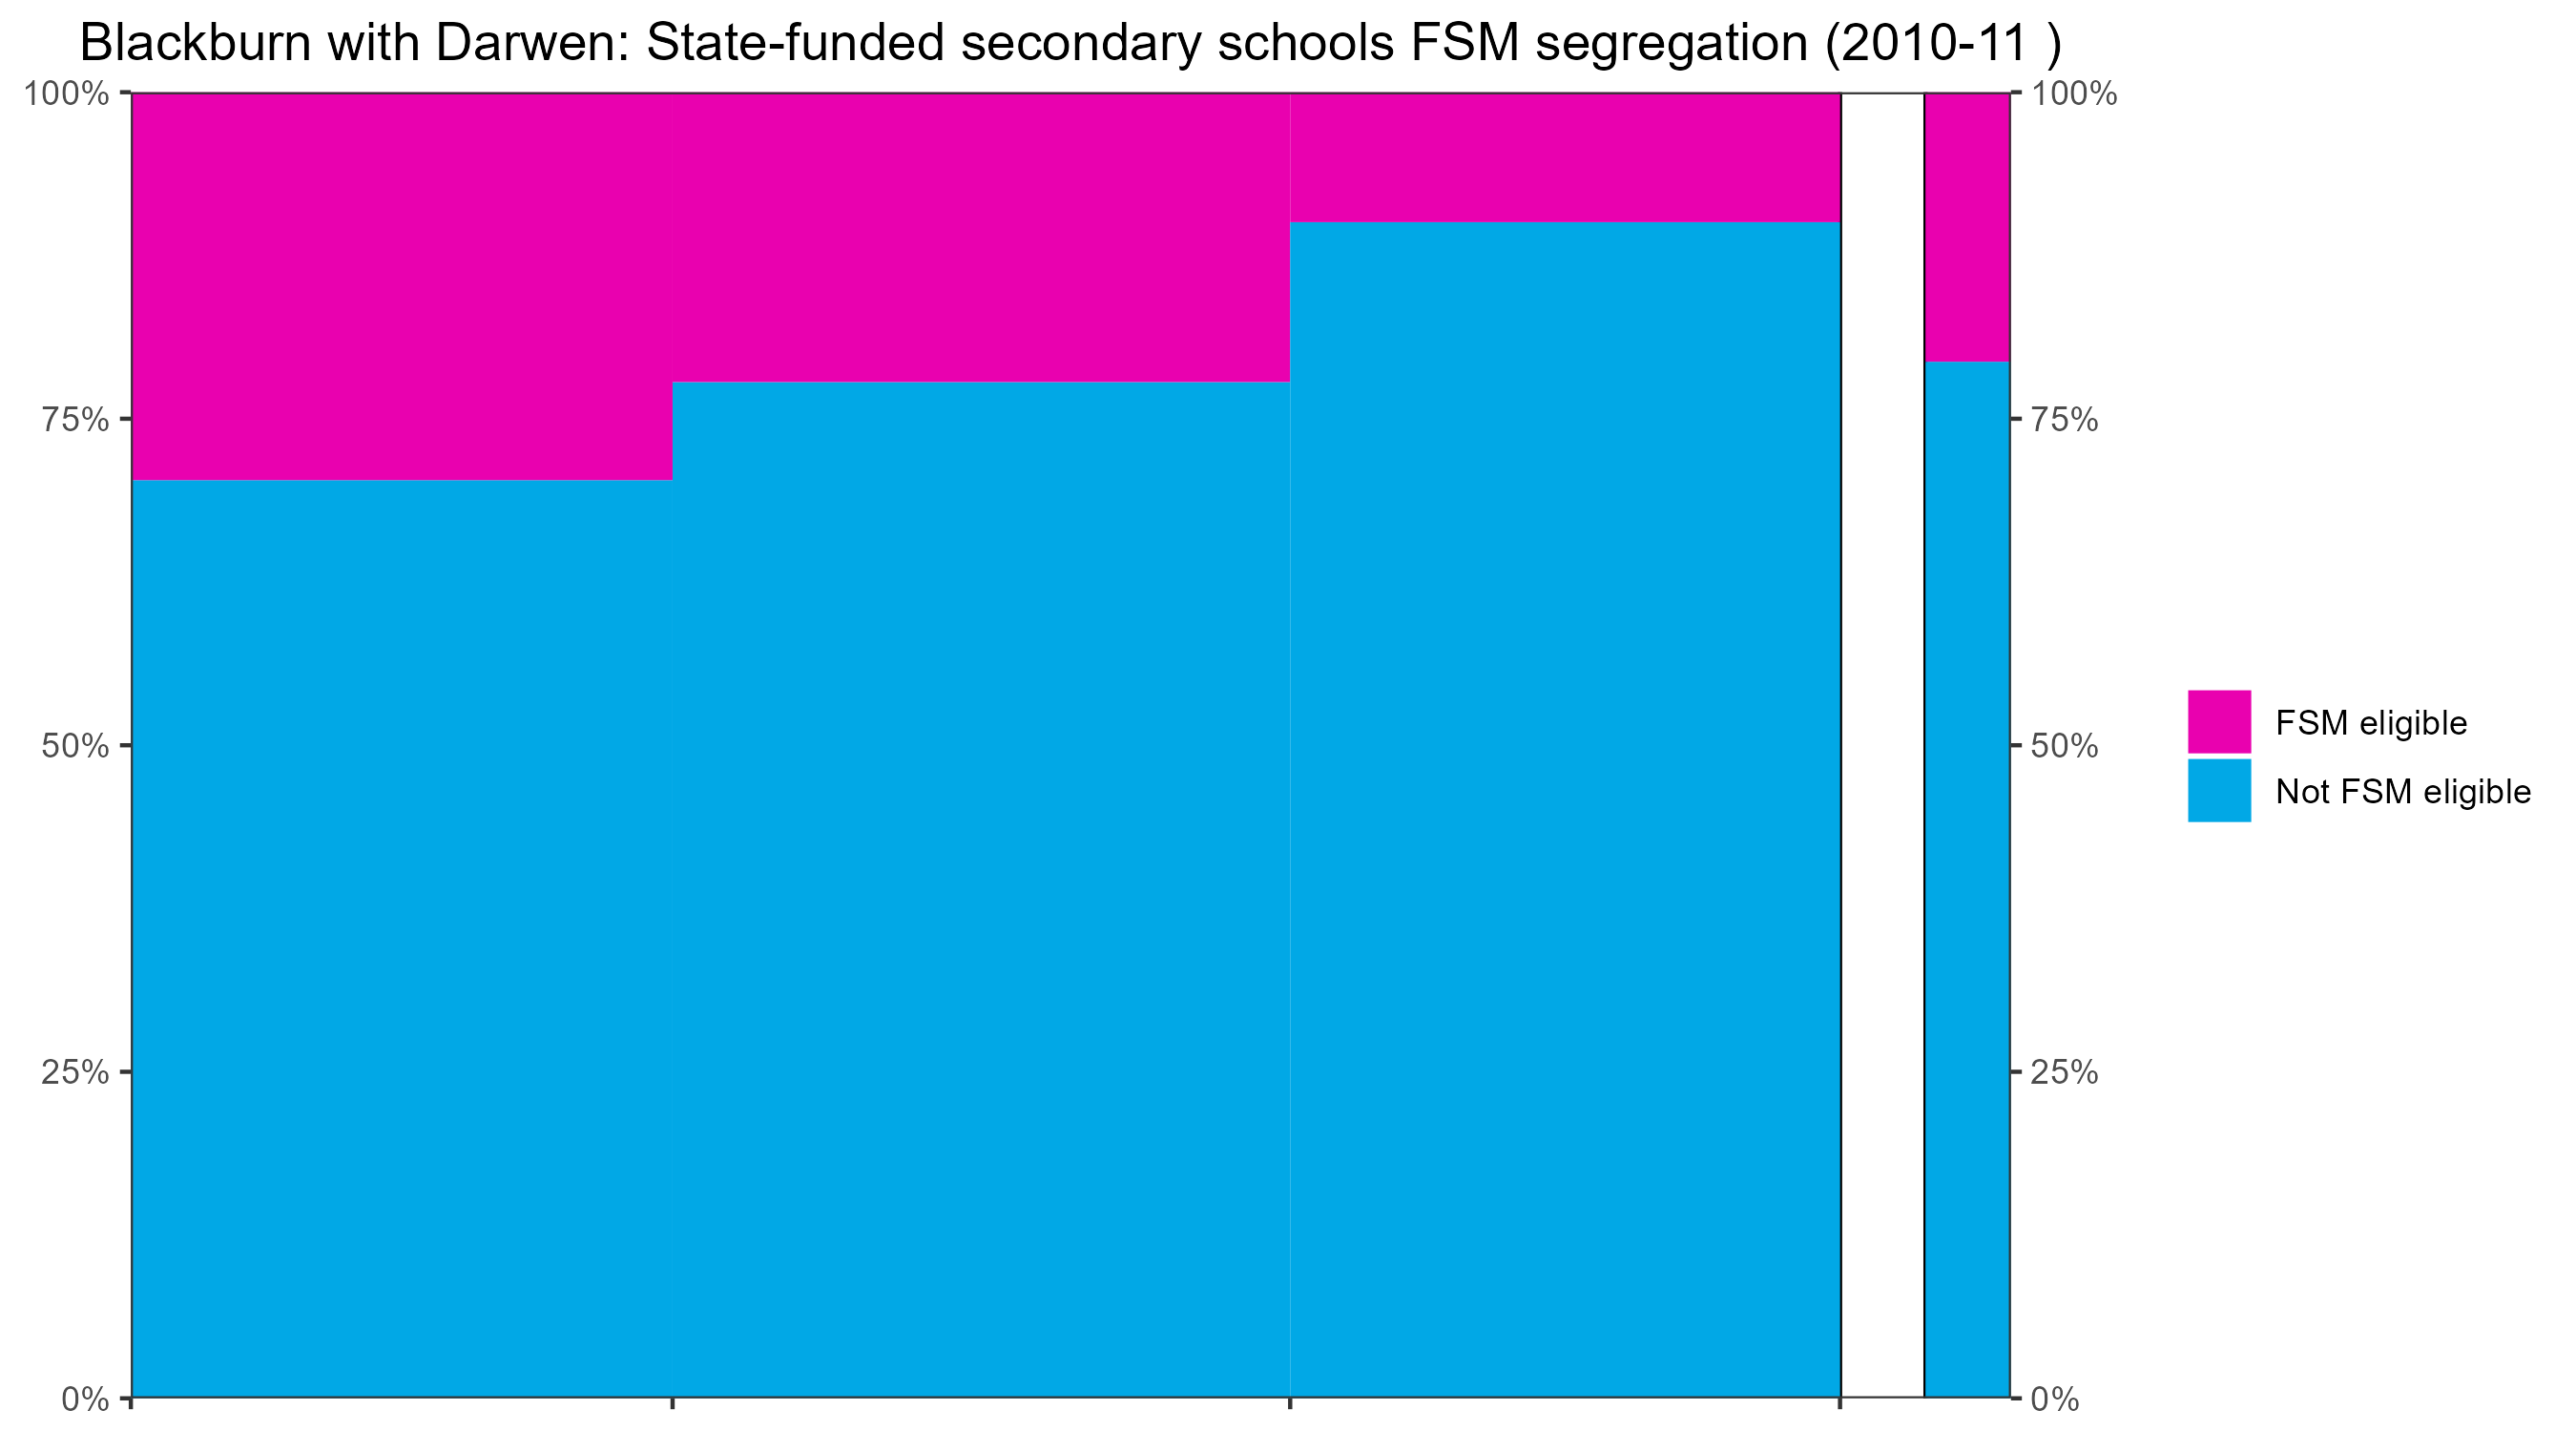 Blackburn with Darwen: State-funded secondary schools FSM segregation (2010-11 )
100% 100%
75% 75%
FSM eligible
50% 50%
Not FSM eligible
25% 25%
0% 0%